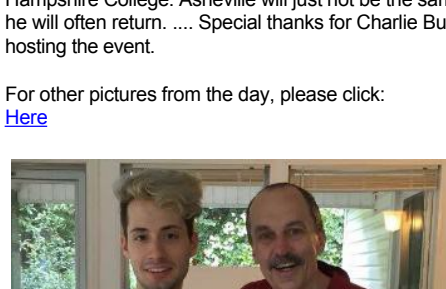 Hampshire College. Asheville will just not be the
he will often return. .... Special thanks for Charlie
hosting the event.
For other pictures from the day, please click:
Here